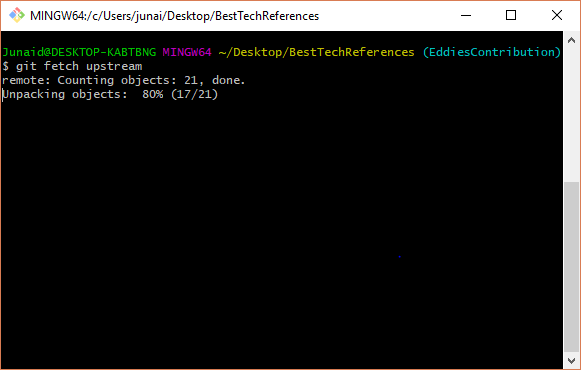 MINGW64:/c/Users/junai/Desktop/BestTechReferences
Junaid@DESKTOP-KABTBNG MINGW64 ~/Desktop/BestTechReferences (EddiesContribution)
$ git fetch upstream
remote: Counting objects: 21, done.
Unpacking objects:  80% (17/21)